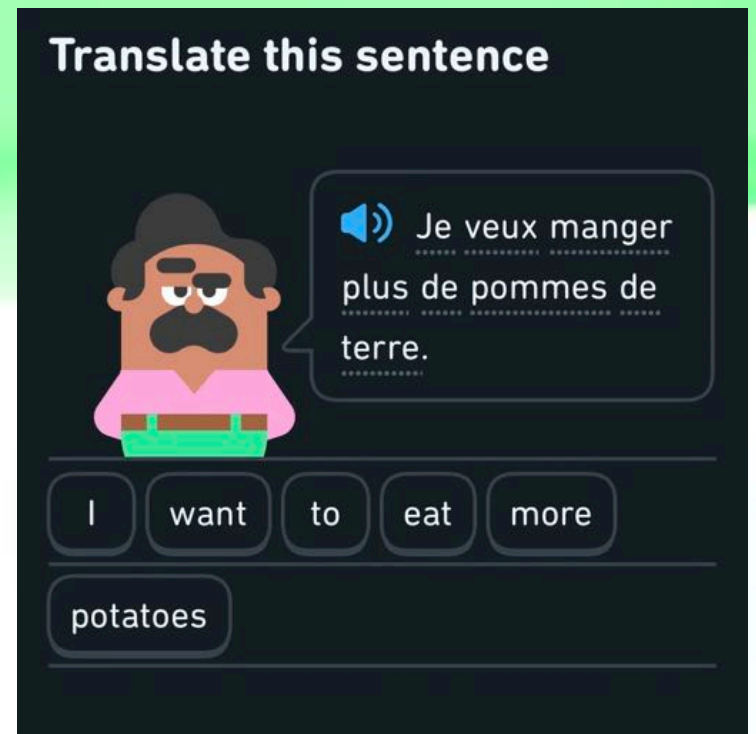 Translate this sentence
Je veux manger
plus de pommes de
terre.
I want to eat more
potatoes